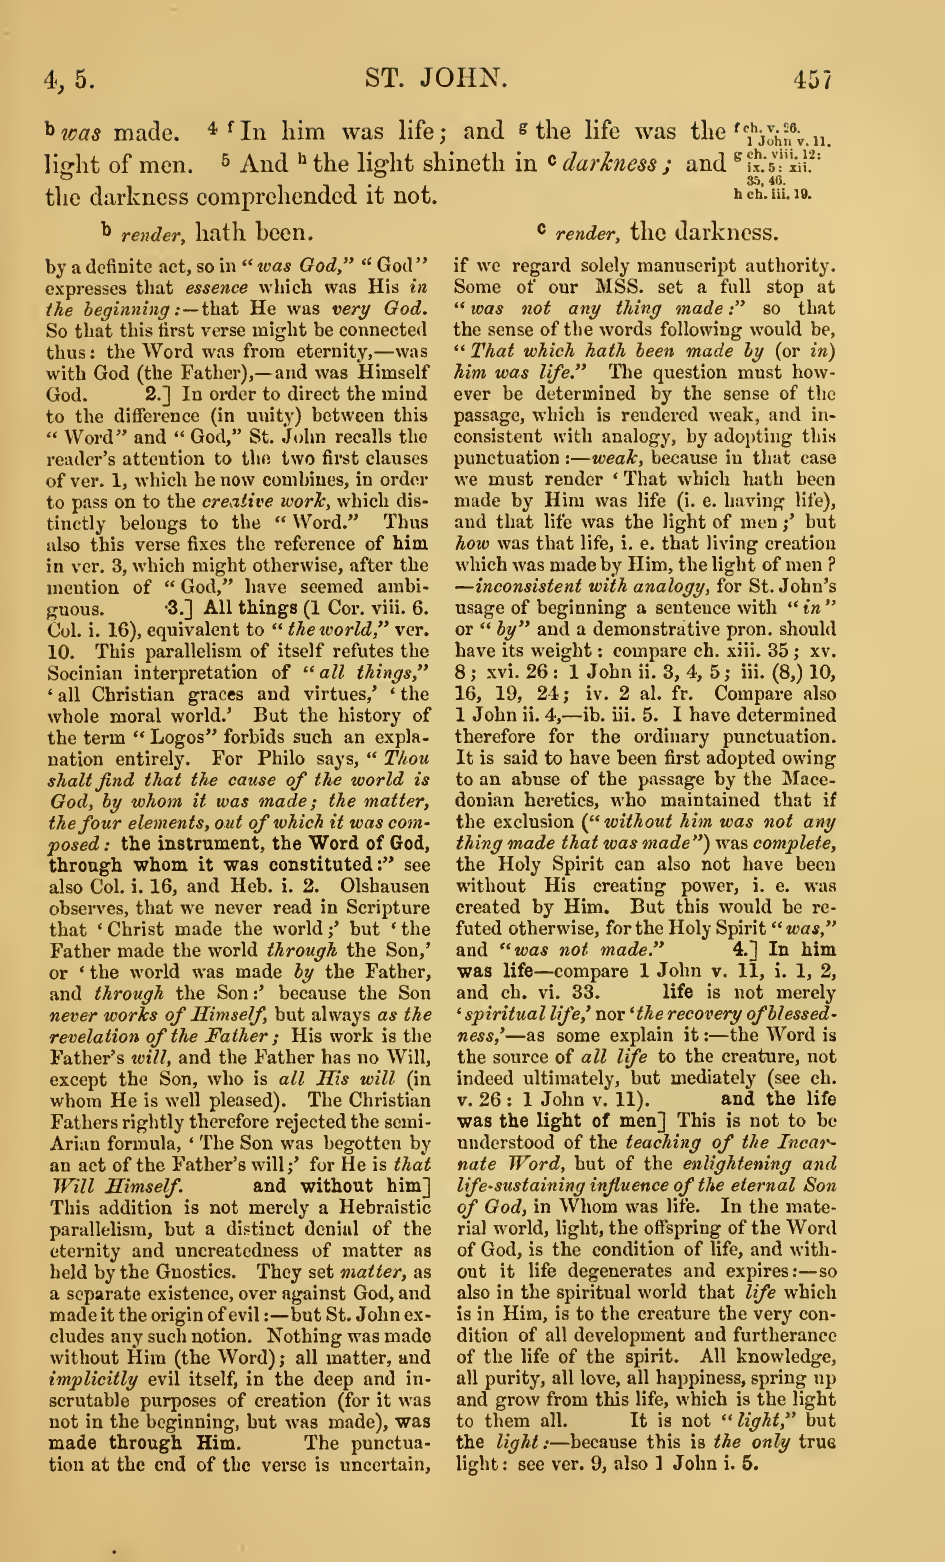 4, 5.
ST. JOHN.
457
b was made. 4 f In him was life; and g the life was the
light of men. 5 And h the light shineth in c darkness; and
the darkness comprehended it not.
f ch. v. 26.
1 John v. 11.
g ch. viii. 12:
ix. 5: xii.
35, 46.
h ch. iii. 19.
b render, hath been.
c render, the darkness.
by a definite act, so in “was God,” “God”
expresses that essence which was His in
the beginning:—that He was very God.
So that this first verse might be connected
thus: the Word was from eternity,—was
with God (the Father),—and was Himself
God. 2.] In order to direct the mind
to the difference (in unity) between this
“Word” and “God,” St. John recalls the
reader's attention to the two first clauses
of ver. 1, which he now combines, in order
to pass on to the creative work, which dis-
tinctly belongs to the “Word.” Thus
also this verse fixes the reference of him
in ver. 3, which might otherwise, after the
mention of “God,” have seemed ambi-
guous. 3.] All things (1 Cor. viii. 6.
Col. i. 16), equivalent to “the world,” ver.
10. This parallelism of itself refutes the
Socinian interpretation of “all things,”
‘all Christian graces and virtues,’ ‘the
whole moral world.’ But the history of
the term “Logos” forbids such an expla-
nation entirely. For Philo says, “Thou
shalt find that the cause of the world is
God, by whom it was made; the matter,
the four elements, out of which it was com-
posed: the instrument, the Word of God,
through whom it was constituted:” see
also Col. i. 16, and Heb. i. 2. Olshausen
observes, that we never read in Scripture
that ‘Christ made the world;’ but ‘the
Father made the world through the Son,’
or ‘the world was made by the Father,
and through the Son:’ because the Son
never works of Himself, but always as the
revelation of the Father; His work is the
Father's will, and the Father has no Will,
except the Son, who is all His will (in
whom He is well pleased). The Christian
Fathers rightly therefore rejected the semi-
Arian formula, ‘The Son was begotten by
an act of the Father's will;’ for He is that
Will Himself. and without him]
This addition is not merely a Hebraistic
parallelism, but a distinct denial of the
eternity and uncreatedness of matter as
held by the Gnostics. They set matter, as
a separate existence, over against God, and
made it the origin of evil:—but St. John ex-
cludes any such notion. Nothing was made
without Him (the Word); all matter, and
implicitly evil itself, in the deep and in-
scrutable purposes of creation (for it was
not in the beginning, but was made), was
made through Him. The punctua-
tion at the end of the verse is uncertain,
if we regard solely manuscript authority.
Some of our MSS. set a full stop at
“was not any thing made:” so that
the sense of the words following would be,
“That which hath been made by (or in)
him was life.” The question must how-
ever be determined by the sense of the
passage, which is rendered weak, and in-
consistent with analogy, by adopting this
punctuation:—weak, because in that case
we must render ‘That which hath been
made by Him was life (i. e. having life),
and that life was the light of men;’ but
how was that life, i. e. that living creation
which was made by Him, the light of men?
—inconsistent with analogy, for St. John's
usage of beginning a sentence with “in”
or “by” and a demonstrative pron. should
have its weight: compare ch. xiii. 35; xv.
8; xvi. 26: 1 John ii. 3, 4, 5; iii. (8,) 10,
16, 19, 24; iv. 2 al. fr. Compare also
1 John ii. 4,—ib. iii. 5. I have determined
therefore for the ordinary punctuation.
It is said to have been first adopted owing
to an abuse of the passage by the Mace-
donian heretics, who maintained that if
the exclusion (“without him was not any
thing made that was made”) was complete,
the Holy Spirit can also not have been
without His creating power, i. e. was
created by Him. But this would be re-
futed otherwise, for the Holy Spirit “was,”
and “was not made.” 4.] In him
was life—compare 1 John v. 11, i. 1, 2,
and ch. vi. 33. life is not merely
‘spiritual life,’ nor ‘the recovery of blessed-
ness,’—as some explain it:—the Word is
the source of all life to the creature, not
indeed ultimately, but mediately (see ch.
v. 26: 1 John v. 11). and the life
was the light of men] This is not to be
understood of the teaching of the Incar-
nate Word, but of the enlightening and
life-sustaining influence of the eternal Son
of God, in Whom was life. In the mate-
rial world, light, the offspring of the Word
of God, is the condition of life, and with-
out it life degenerates and expires:—so
also in the spiritual world that life which
is in Him, is to the creature the very con-
dition of all development and furtherance
of the life of the spirit. All knowledge,
all purity, all love, all happiness, spring up
and grow from this life, which is the light
to them all. It is not “light,” but
the light:—because this is the only true
light: see ver. 9, also 1 John i. 5.